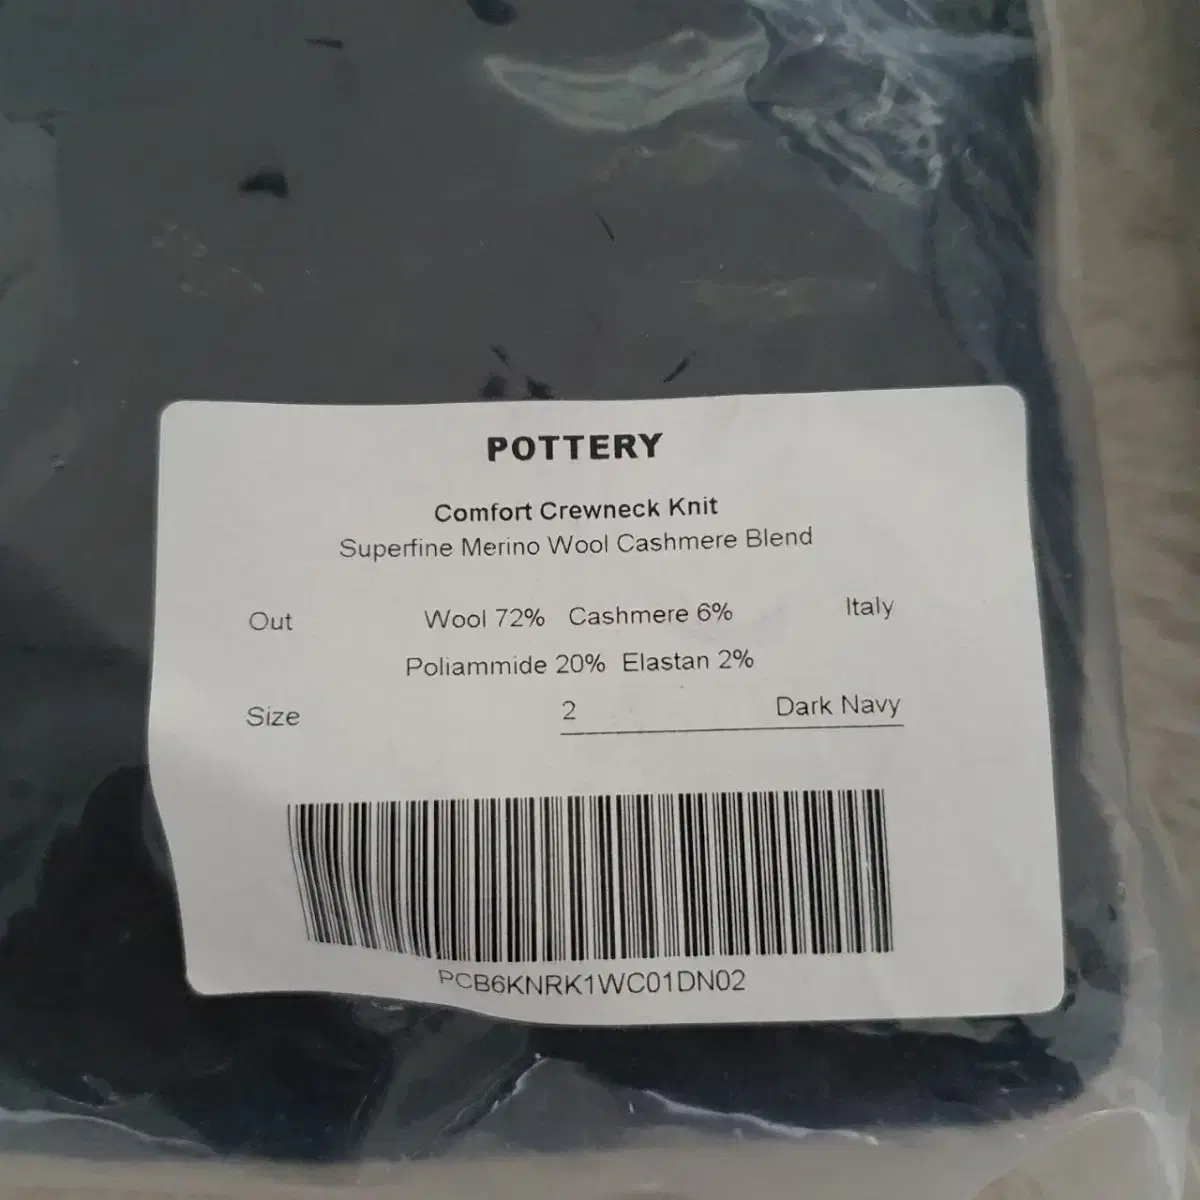 POTTERY
Comfort Crewneck Knit
Superfine Merino Wool Cashmere Blend
Out Wool 72% Cashmere 6% Italy
Poliammide 20% Elastan 2%
Size 2 Dark Navy
PCB6KNRK1WC01DN02